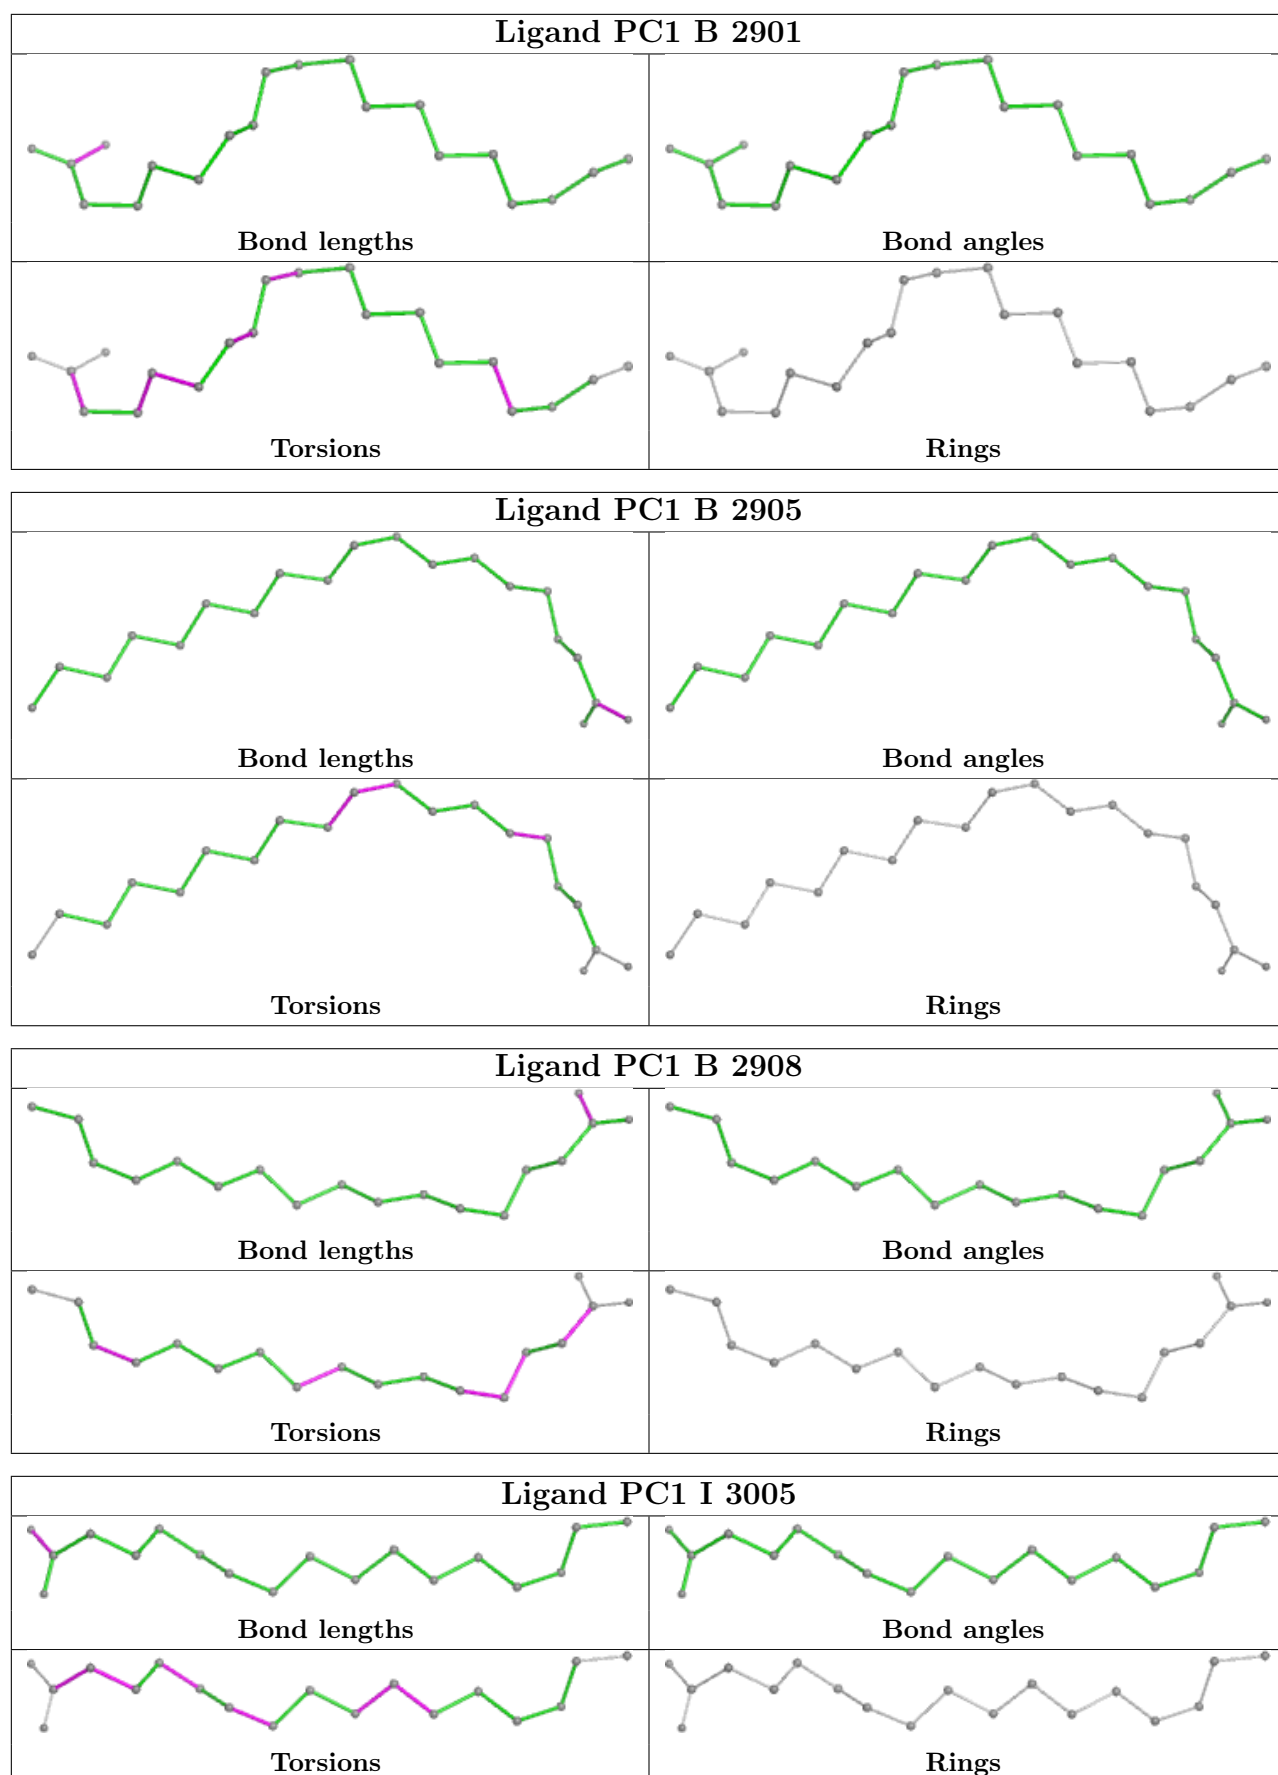 Ligand PC1 B 2901
Bond lengths Bond angles
Torsions Rings
Ligand PC1 B 2905
Bond lengths Bond angles
Torsions Rings
Ligand PC1 B 2908
Bond lengths Bond angles
Torsions Rings
Ligand PC1 I 3005
Bond lengths Bond angles
Torsions Rings